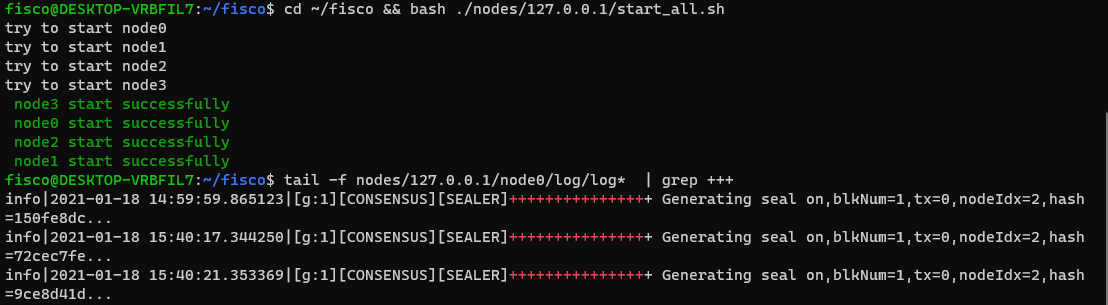 fisco@DESKTOP-VRBFIL7:~/fisco$ cd ~/fisco && bash ./nodes/127.0.0.1/start_all.sh
try to start node0
try to start node1
try to start node2
try to start node3
 node3 start successfully
 node0 start successfully
 node2 start successfully
 node1 start successfully
fisco@DESKTOP-VRBFIL7:~/fisco$ tail -f nodes/127.0.0.1/node0/log/log*  | grep +++
info|2021-01-18 14:59:59.865123|[g:1][CONSENSUS][SEALER]++++++++++++++++ Generating seal on,blkNum=1,tx=0,nodeIdx=2,hash
=150fe8dc...
info|2021-01-18 15:40:17.344250|[g:1][CONSENSUS][SEALER]++++++++++++++++ Generating seal on,blkNum=1,tx=0,nodeIdx=2,hash
=72cec7fe...
info|2021-01-18 15:40:21.353369|[g:1][CONSENSUS][SEALER]++++++++++++++++ Generating seal on,blkNum=1,tx=0,nodeIdx=2,hash
=9ce8d41d...